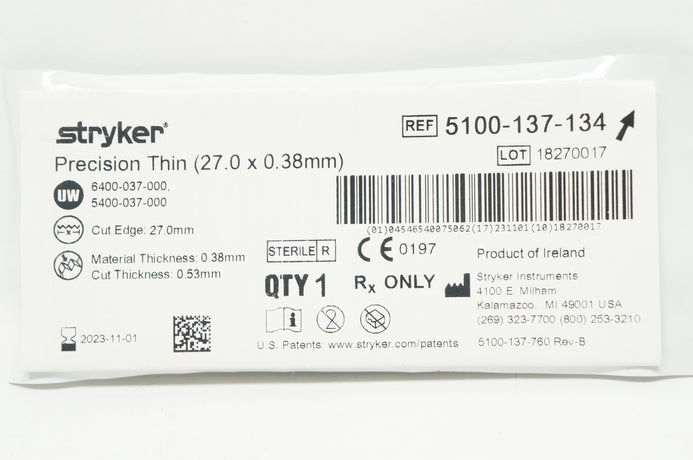 stryker®
REF 5100-137-134
Precision Thin (27.0 x 0.38mm)
LOT 18270017
UW 6400-037-000,
5400-037-000
(01)04546540075062(17)231101(10)18270017
Cut Edge: 27.0mm
STERILE R
CE 0197
Product of Ireland
Material Thickness: 0.38mm
Cut Thickness: 0.53mm
QTY 1
Rx ONLY
Stryker Instruments
4100 E. Milham
Kalamazoo, MI 49001 USA
(269) 323-7700 (800) 253-3210
2023-11-01
2
U.S. Patents: www.stryker.com/patents
5100-137-760 Rev-B